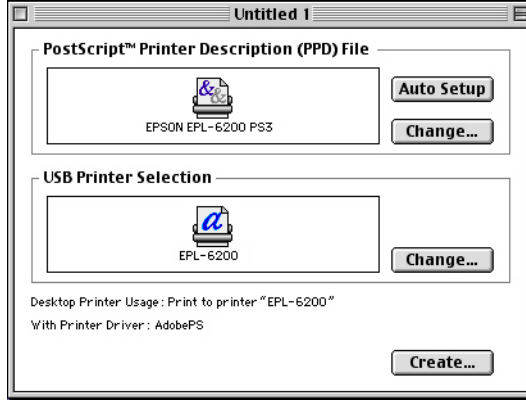 Untitled 1
PostScript™ Printer Description (PPD) File
EPSON EPL-6200 PS3
Auto Setup
Change...
USB Printer Selection
EPL-6200
Change...
Desktop Printer Usage: Print to printer “EPL-6200”
With Printer Driver: AdobePS
Create...